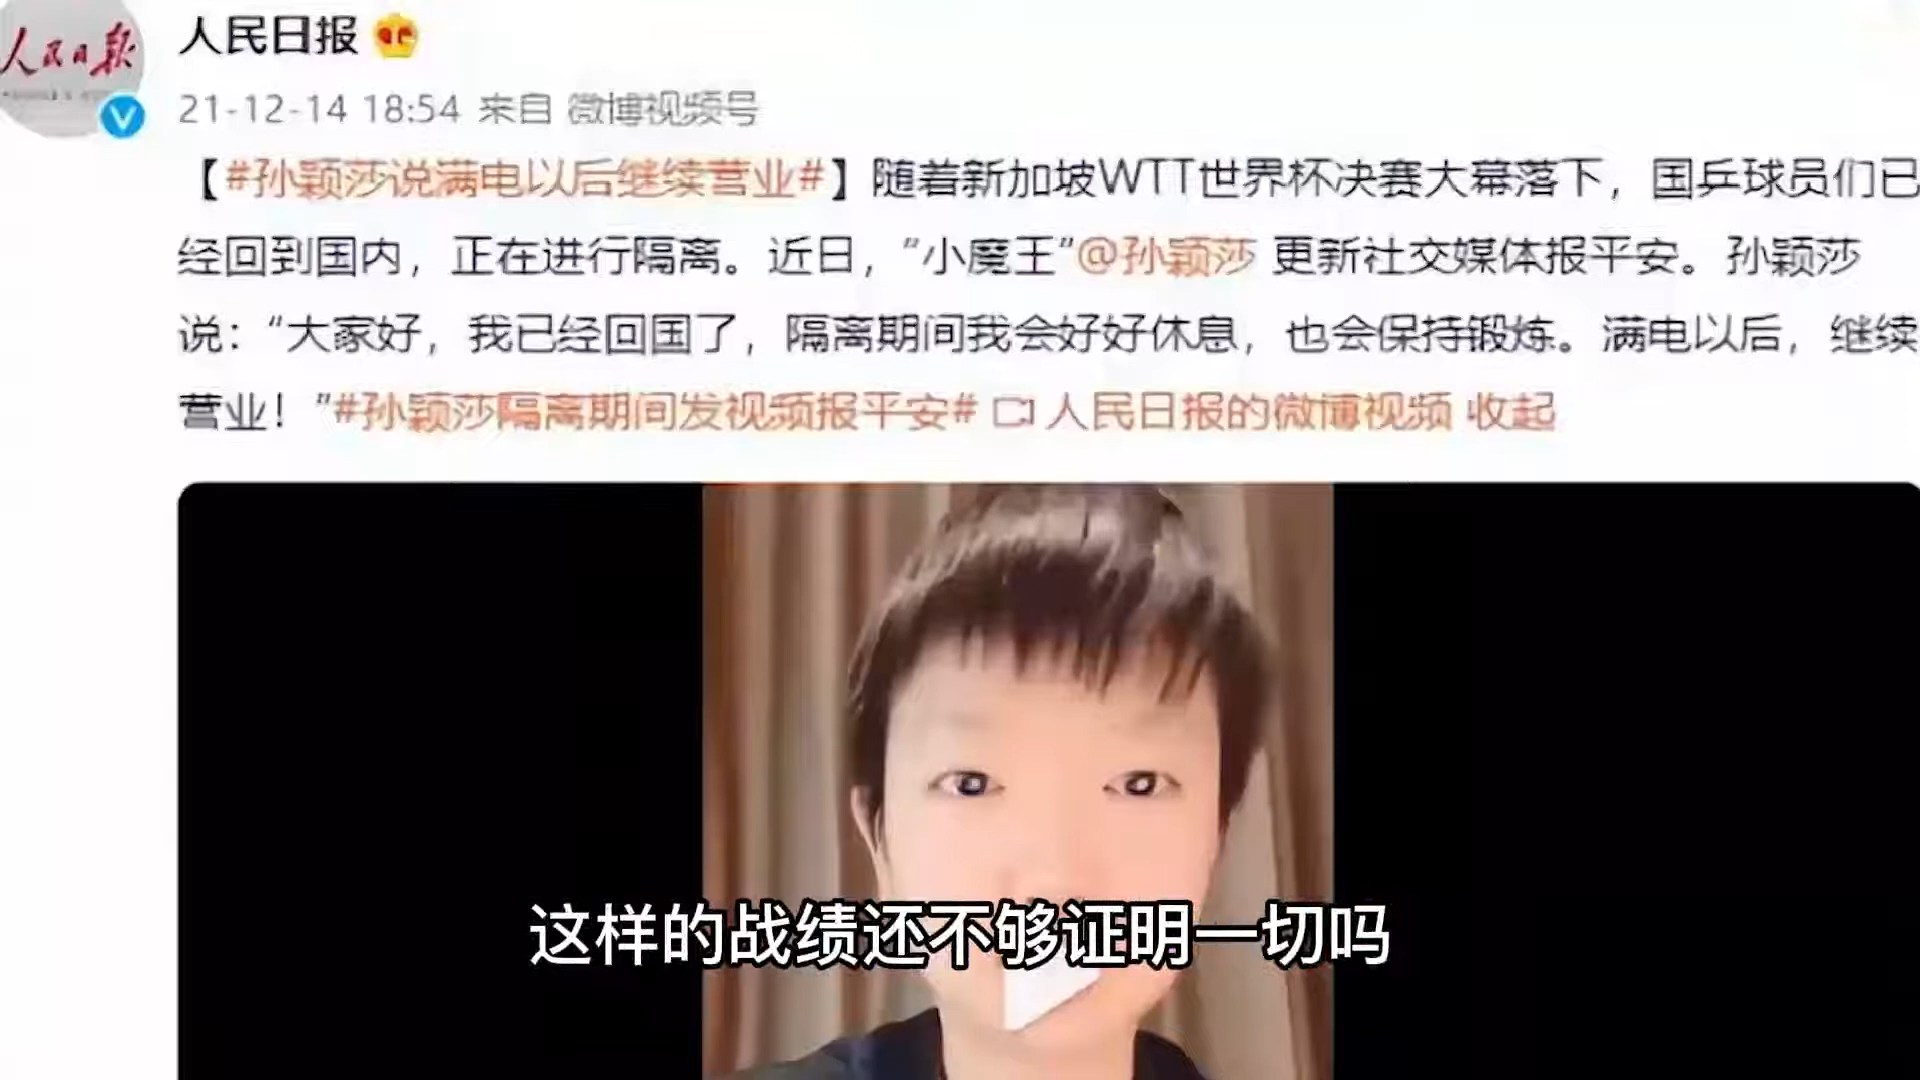 人民日报
人民日报
21-12-14 18:54 来自 微博视频号
【#孙颖莎说满电以后继续营业#】随着新加坡WTT世界杯决赛大幕落下，国乒球员们已
经回到国内，正在进行隔离。近日，“小魔王”@孙颖莎 更新社交媒体报平安。孙颖莎
说：“大家好，我已经回国了，隔离期间我会好好休息，也会保持锻炼。满电以后，继续
营业！”#孙颖莎隔离期间发视频报平安# 人民日报的微博视频 收起
这样的战绩还不够证明一切吗